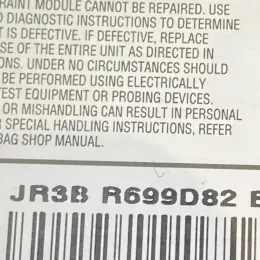 RAINT MODULE CANNOT BE REPAIRED. USE
DIAGNOSTIC INSTRUCTIONS TO DETERMINE
IS DEFECTIVE. IF DEFECTIVE, REPLACE
SE OF THE ENTIRE UNIT AS DIRECTED IN
ONS. UNDER NO CIRCUMSTANCES SHOULD
BE PERFORMED USING ELECTRICALLY
TEST EQUIPMENT OR PROBING DEVICES.
OR MISHANDLING CAN RESULT IN PERSONAL
SPECIAL HANDLING INSTRUCTIONS, REFER
BAG SHOP MANUAL.
JR3B R699D82